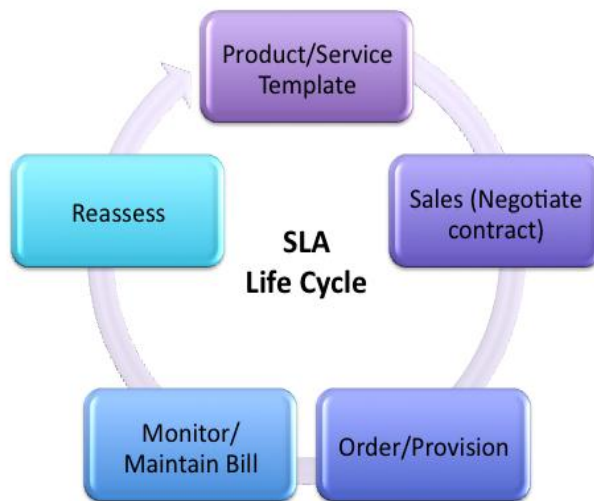 Product/Service
Template
Sales (Negotiate
contract)
Order/Provision
Monitor/
Maintain Bill
Reassess
SLA
Life Cycle